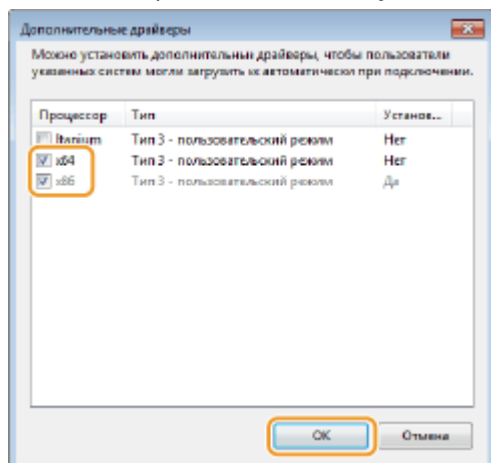 Дополнительные драйверы
Можно установить дополнительныи драйверы, чтобы пользователи
указанных систем могли загрузить их автоматически при подключении.
Процессор Тип Установ...
Itanium Тип 3 - пользовательский режим Нет
x64 Тип 3 - пользовательский режим Нет
x86 Тип 3 - пользовательский режим Да
OK Отмена